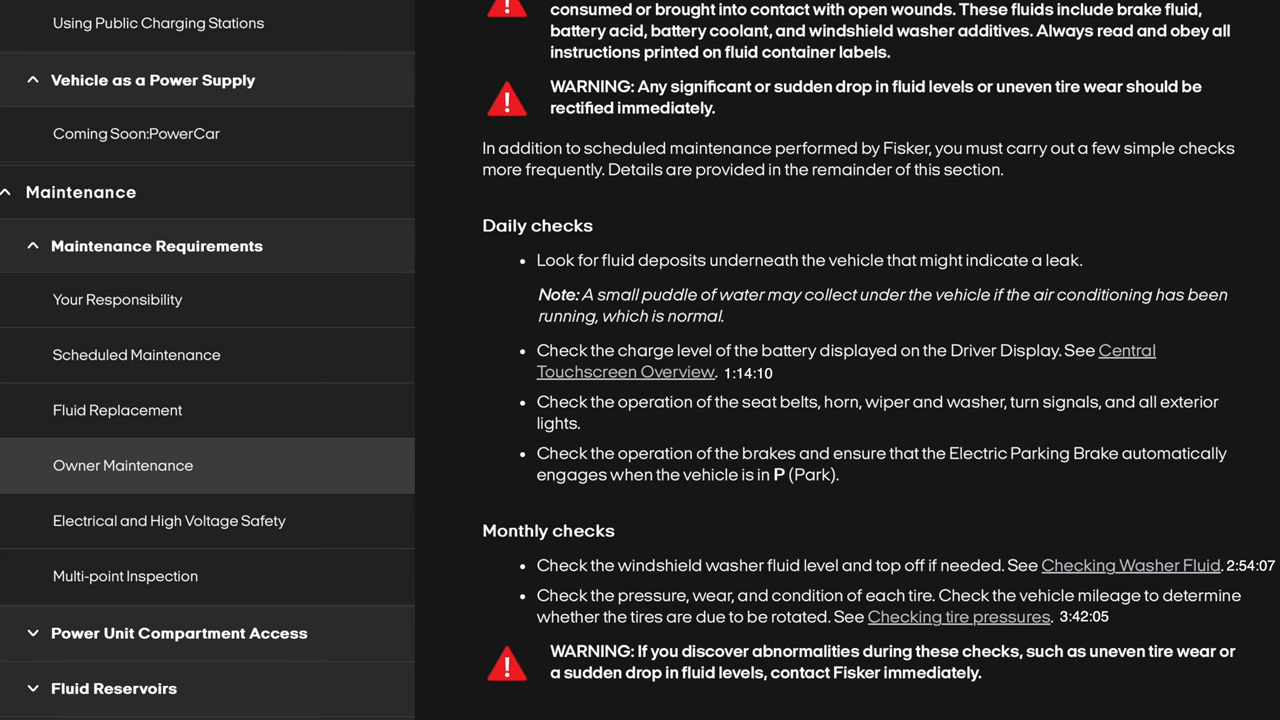 Using Public Charging Stations
Vehicle as a Power Supply
Coming Soon:PowerCar
Maintenance
Maintenance Requirements
Your Responsibility
Scheduled Maintenance
Fluid Replacement
Owner Maintenance
Electrical and High Voltage Safety
Multi-point Inspection
Power Unit Compartment Access
Fluid Reservoirs
consumed or brought into contact with open wounds. These fluids include brake fluid,
battery acid, battery coolant, and windshield washer additives. Always read and obey all
instructions printed on fluid container labels.
WARNING: Any significant or sudden drop in fluid levels or uneven tire wear should be
rectified immediately.
In addition to scheduled maintenance performed by Fisker, you must carry out a few simple checks
more frequently. Details are provided in the remainder of this section.
Daily checks
• Look for fluid deposits underneath the vehicle that might indicate a leak.
Note: A small puddle of water may collect under the vehicle if the air conditioning has been
running, which is normal.
• Check the charge level of the battery displayed on the Driver Display. See Central
Touchscreen Overview. 1:14:10
• Check the operation of the seat belts, horn, wiper and washer, turn signals, and all exterior
lights.
• Check the operation of the brakes and ensure that the Electric Parking Brake automatically
engages when the vehicle is in P (Park).
Monthly checks
• Check the windshield washer fluid level and top off if needed. See Checking Washer Fluid. 2:54:07
• Check the pressure, wear, and condition of each tire. Check the vehicle mileage to determine
whether the tires are due to be rotated. See Checking tire pressures. 3:42:05
WARNING: If you discover abnormalities during these checks, such as uneven tire wear or
a sudden drop in fluid levels, contact Fisker immediately.